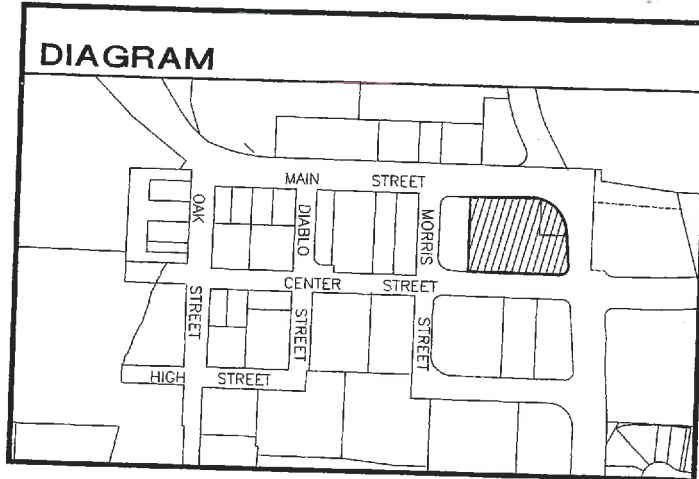 DIAGRAM
MAIN STREET
OAK STREET
DIABLO STREET
MORRIS STREET
CENTER STREET
HIGH STREET